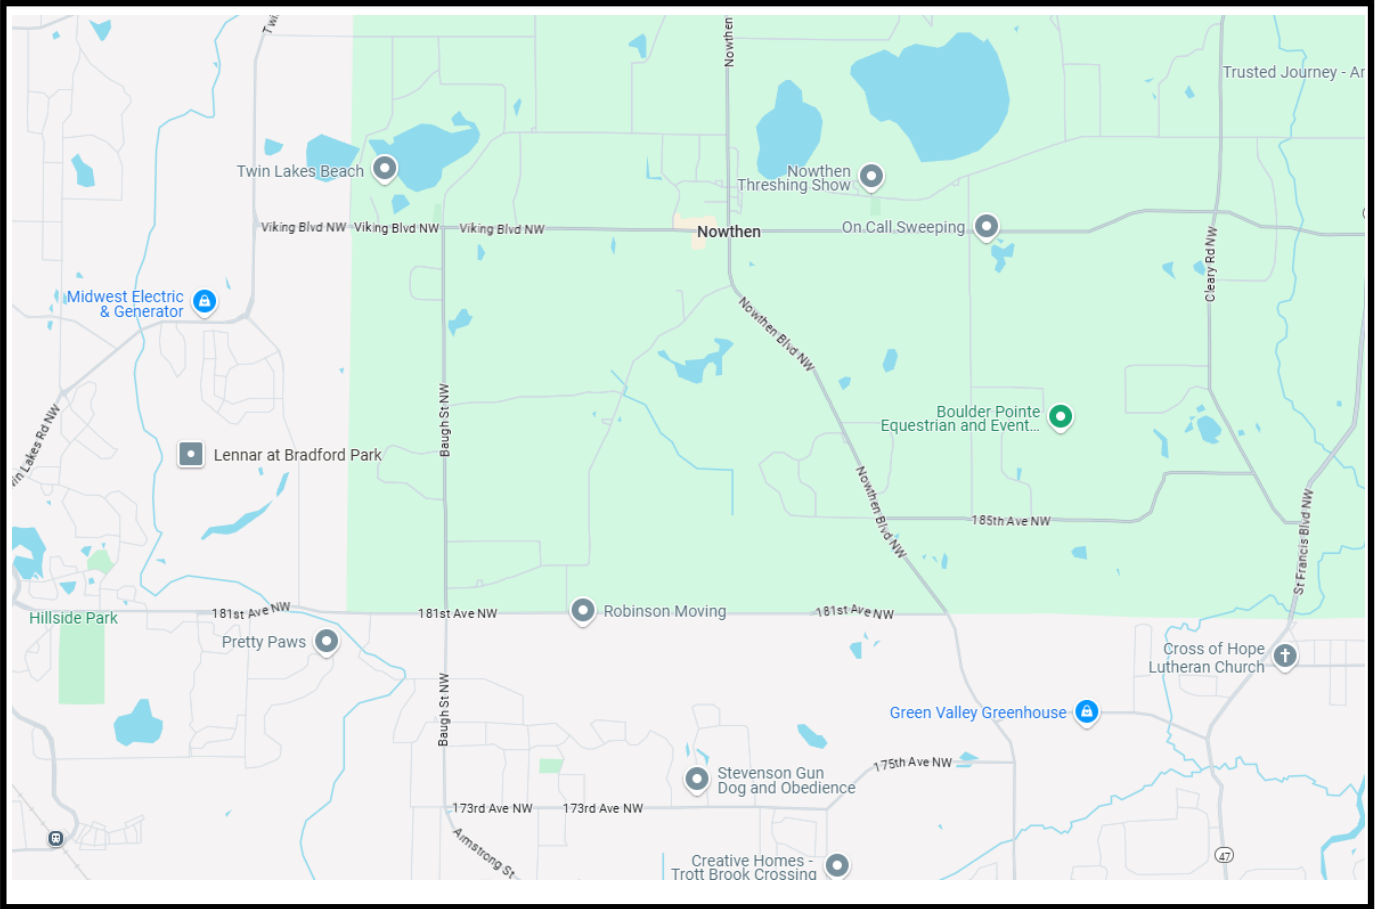 Twi
Nowthen
Trusted Journey - Ar
Twin Lakes Beach
Nowthen
Threshing Show
Viking Blvd NW
Viking Blvd NW
Viking Blvd NW
Nowthen
On Call Sweeping
Cleary Rd NW
Midwest Electric
& Generator
Nowthen Blvd NW
Baugh St NW
win Lakes Rd NW
Boulder Pointe
Equestrian and Event...
Lennar at Bradford Park
Nowthen Blvd NW
185th Ave NW
St Francis Blvd NW
181st Ave NW
181st Ave NW
Robinson Moving
181st Ave NW
Hillside Park
Pretty Paws
Cross of Hope
Lutheran Church
Baugh St NW
Green Valley Greenhouse
175th Ave NW
Stevenson Gun
Dog and Obedience
173rd Ave NW
173rd Ave NW
Armstrong St
Creative Homes -
Trott Brook Crossing
47